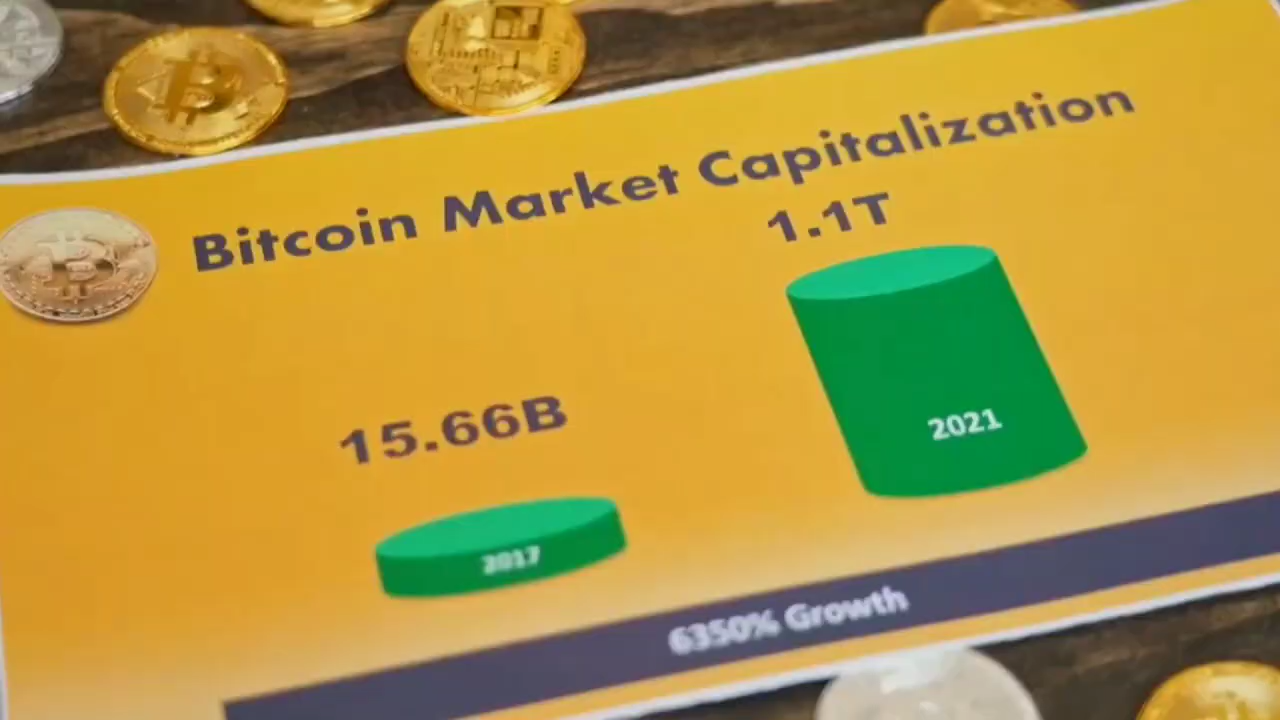 Bitcoin Market Capitalization
1.1T
15.66B
2021
2017
6350% Growth